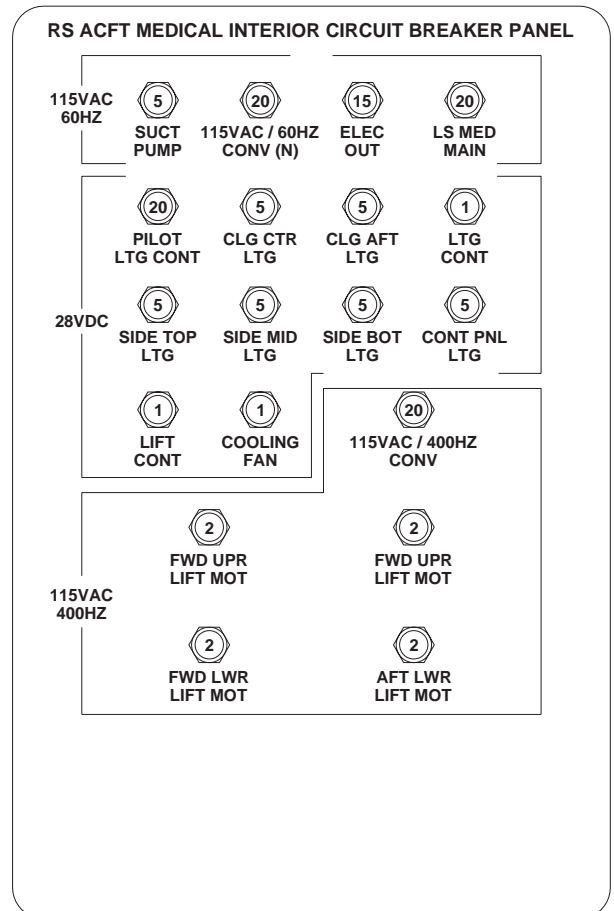 RS ACFT MEDICAL INTERIOR CIRCUIT BREAKER PANEL
115VAC
60HZ
5 20 15 20
SUCT 115VAC / 60HZ ELEC LS MED
PUMP CONV (N) OUT MAIN
28VDC
20 5 5 1
PILOT CLG CTR CLG AFT LTG
LTG CONT LTG LTG CONT
5 5 5 5
SIDE TOP SIDE MID SIDE BOT CONT PNL
LTG LTG LTG LTG
1 1 20
LIFT COOLING 115VAC / 400HZ
CONT FAN CONV
115VAC
400HZ
2 2
FWD UPR FWD UPR
LIFT MOT LIFT MOT
2 2
FWD LWR AFT LWR
LIFT MOT LIFT MOT